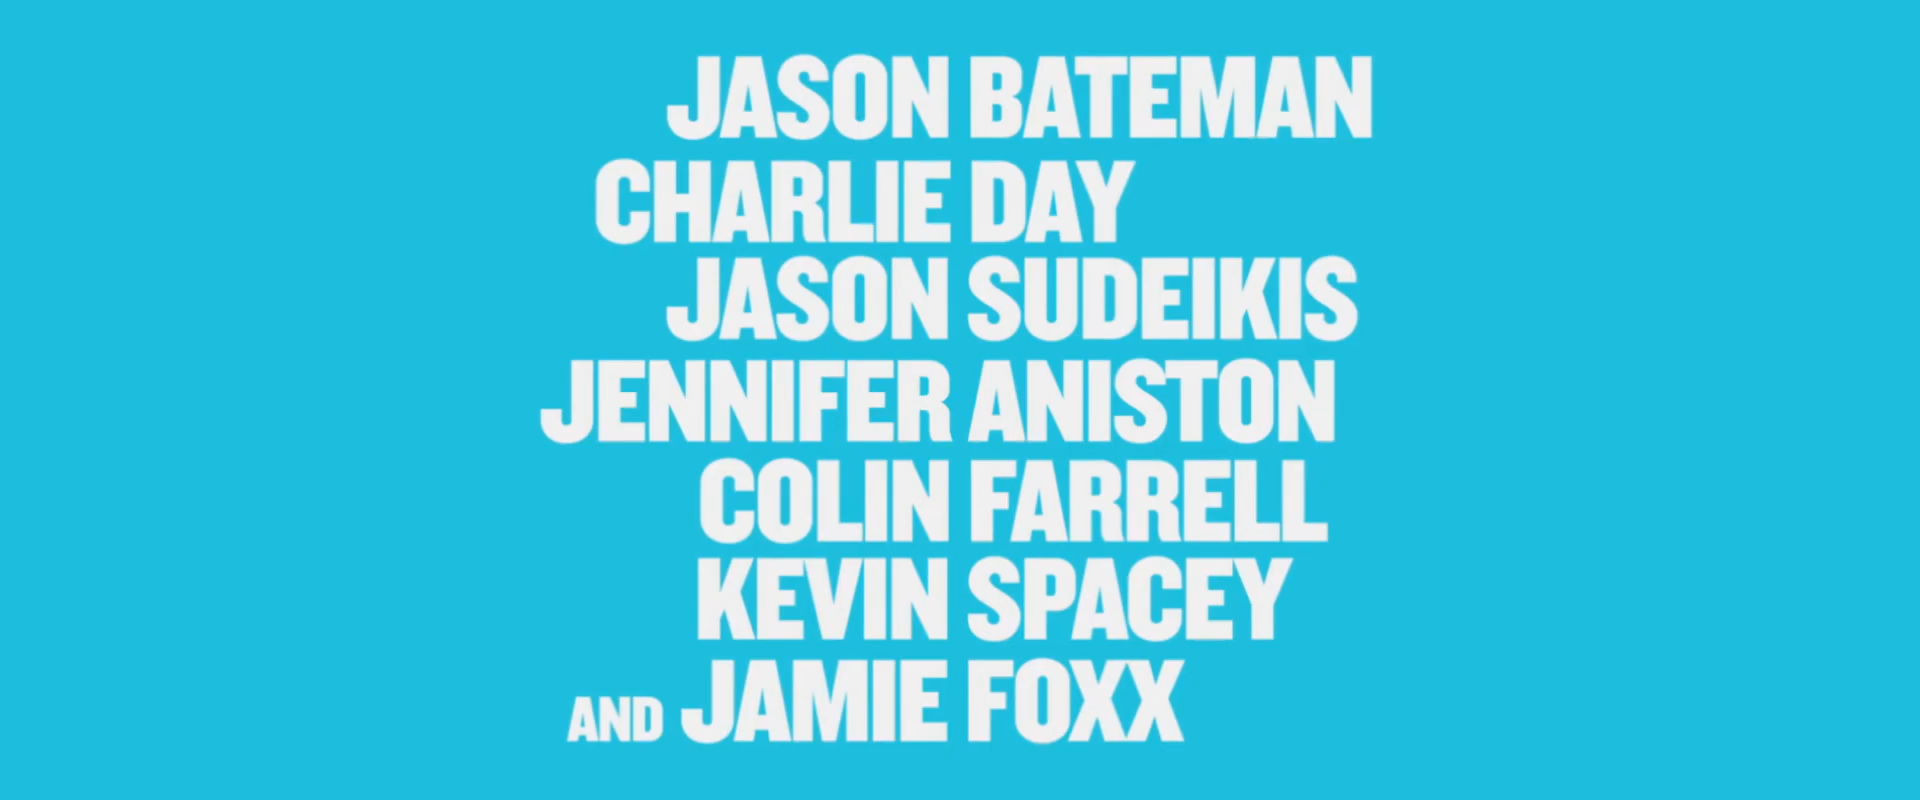 JASON BATEMAN
CHARLIE DAY
JASON SUDEIKIS
JENNIFER ANISTON
COLIN FARRELL
KEVIN SPACEY
AND JAMIE FOXX